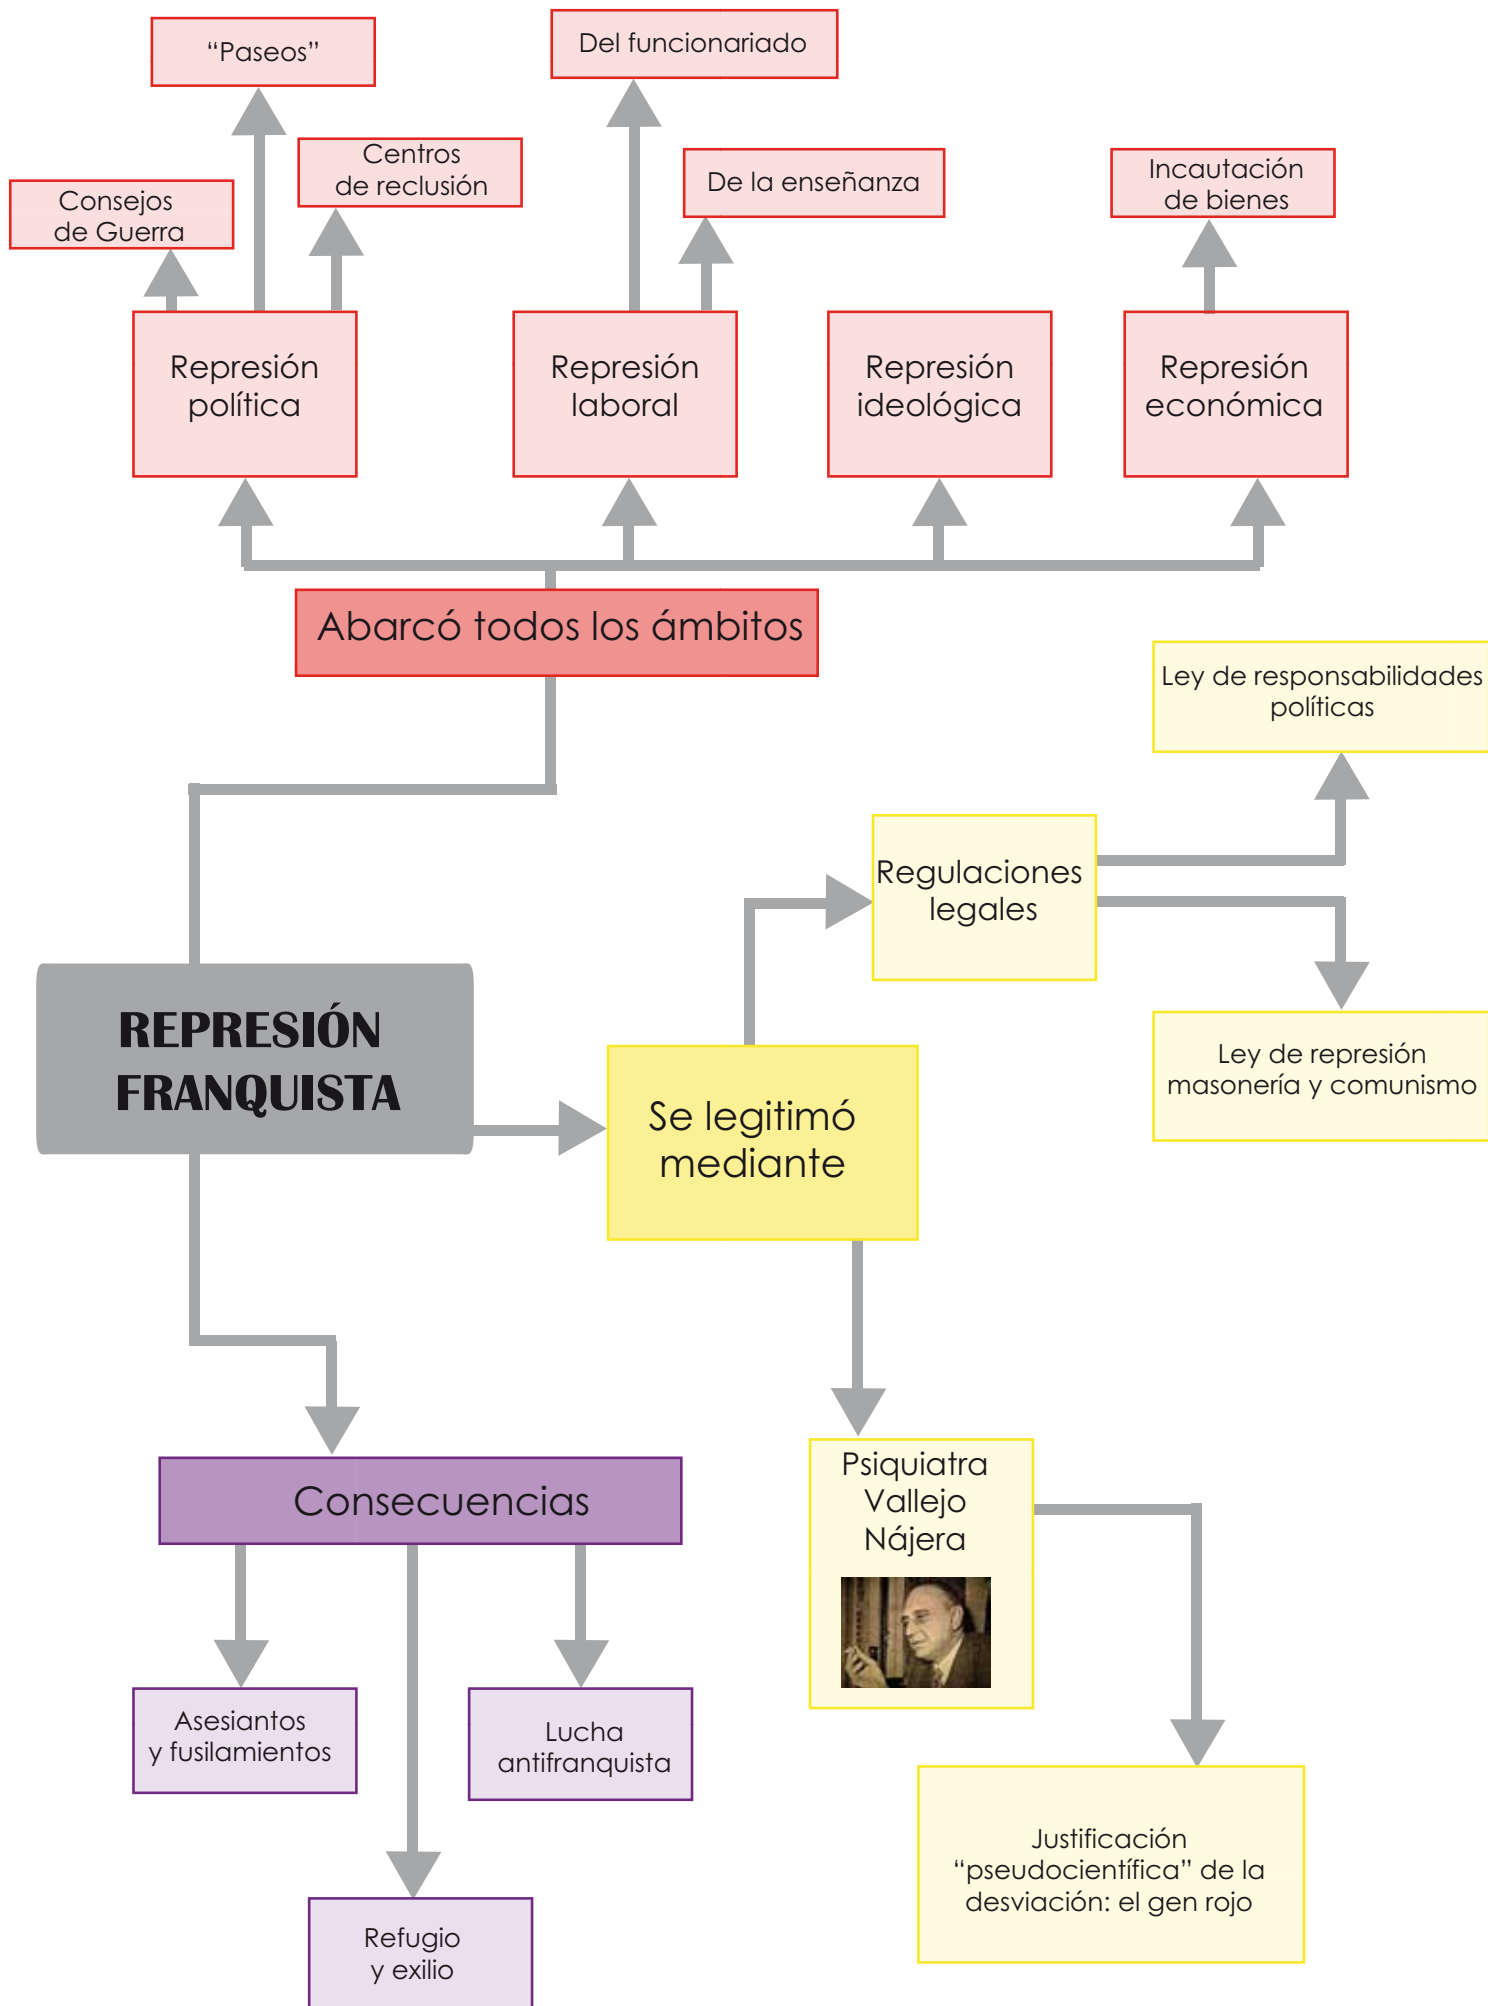 “Paseos”
Del funcionariado
Centros
de reclusión
De la enseñanza
Incautación
de bienes
Consejos
de Guerra
Represión
política
Represión
laboral
Represión
ideológica
Represión
económica
Abarcó todos los ámbitos
Ley de responsabilidades
políticas
Regulaciones
legales
REPRESIÓN
FRANQUISTA
Ley de represión
masonería y comunismo
Se legitimó
mediante
Psiquiatra
Vallejo
Nájera
Consecuencias
Asesiantos
y fusilamientos
Lucha
antifranquista
Justificación
“pseudocientífica” de la
desviación: el gen rojo
Refugio
y exilio